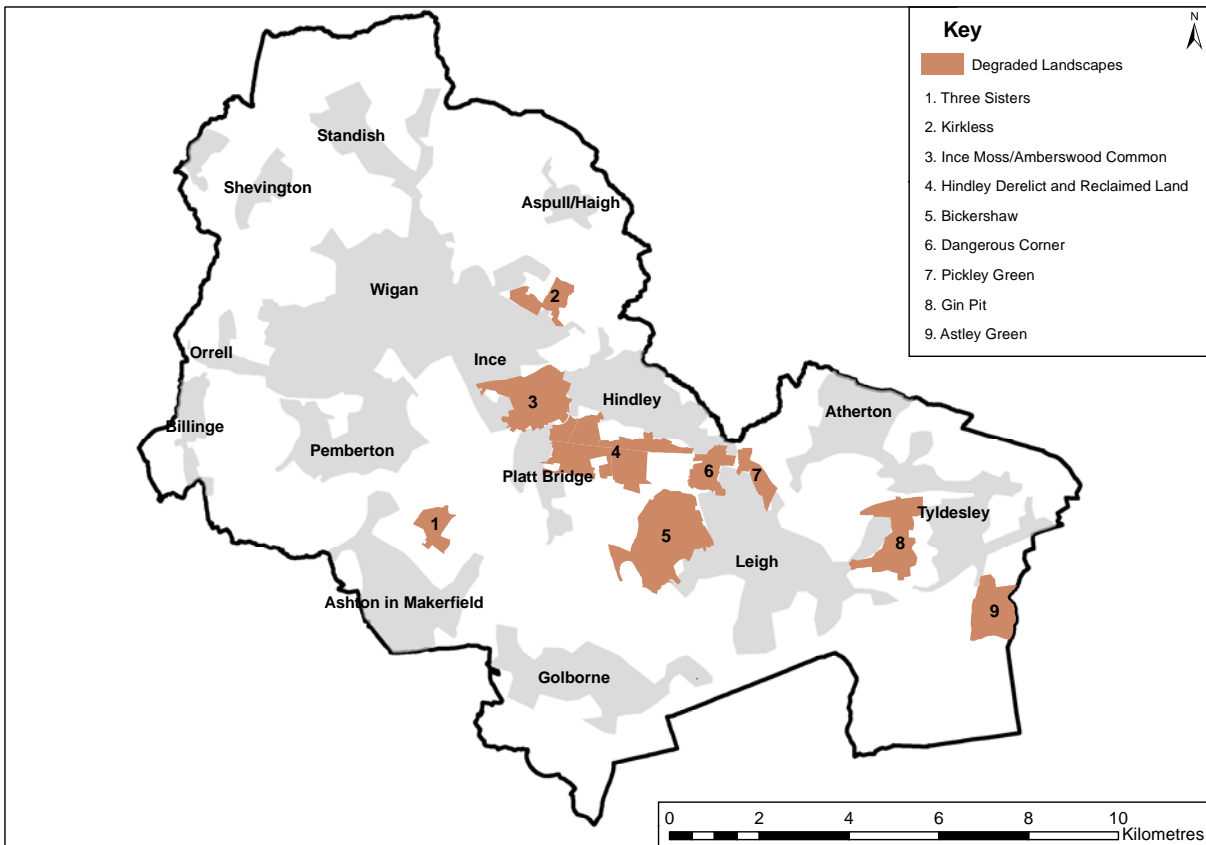 Key
N
Degraded Landscapes
1. Three Sisters
2. Kirkless
3. Ince Moss/Amberswood Common
4. Hindley Derelict and Reclaimed Land
5. Bickershaw
6. Dangerous Corner
7. Pickley Green
8. Gin Pit
9. Astley Green
Standish
Shevington
Aspull/Haigh
Wigan
2
Orrell
Ince
3
Hindley
Atherton
Billinge
Pemberton
Platt Bridge
4
6
7
1
5
Tyldesley
8
Leigh
Ashton in Makerfield
9
Golborne
0 2 4 6 8 10
Kilometres